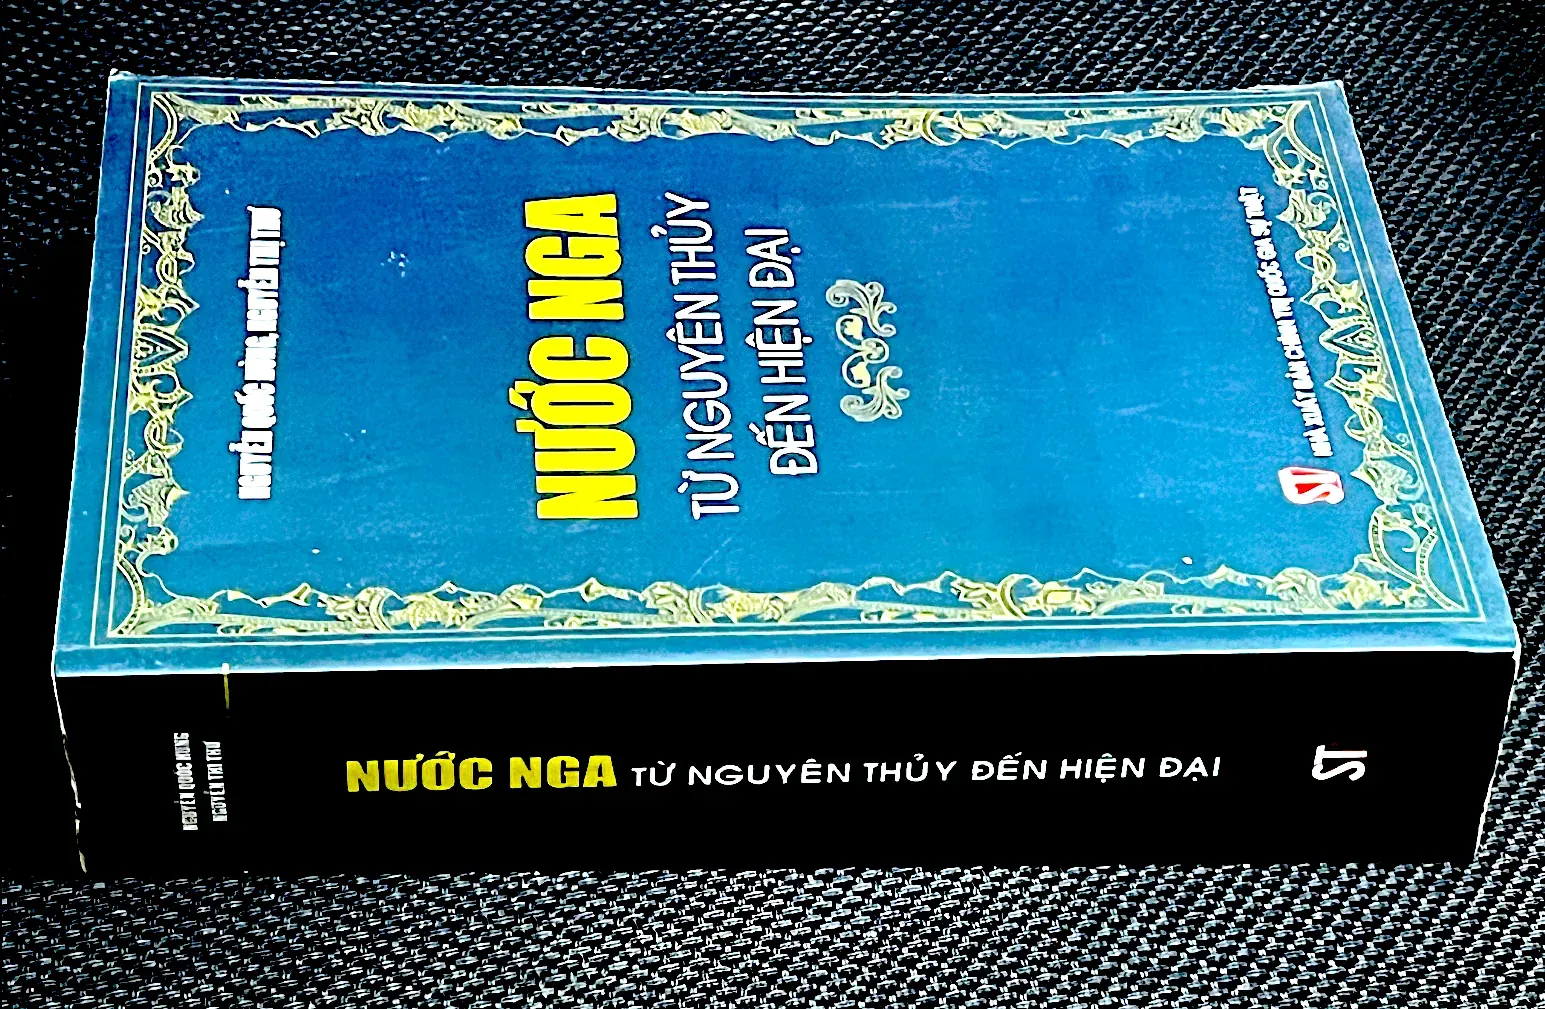 NGUYỄN QUỐC HÙNG, NGUYỄN THỊ THƯ
NƯỚC NGA
TỪ NGUYÊN THỦY
ĐẾN HIỆN ĐẠI
ST
NHÀ XUẤT BẢN CHÍNH TRỊ QUỐC GIA SỰ THẬT
NGUYỄN QUỐC HÙNG
NGUYỄN THỊ THƯ
NƯỚC NGA TỪ NGUYÊN THỦY ĐẾN HIỆN ĐẠI
ST